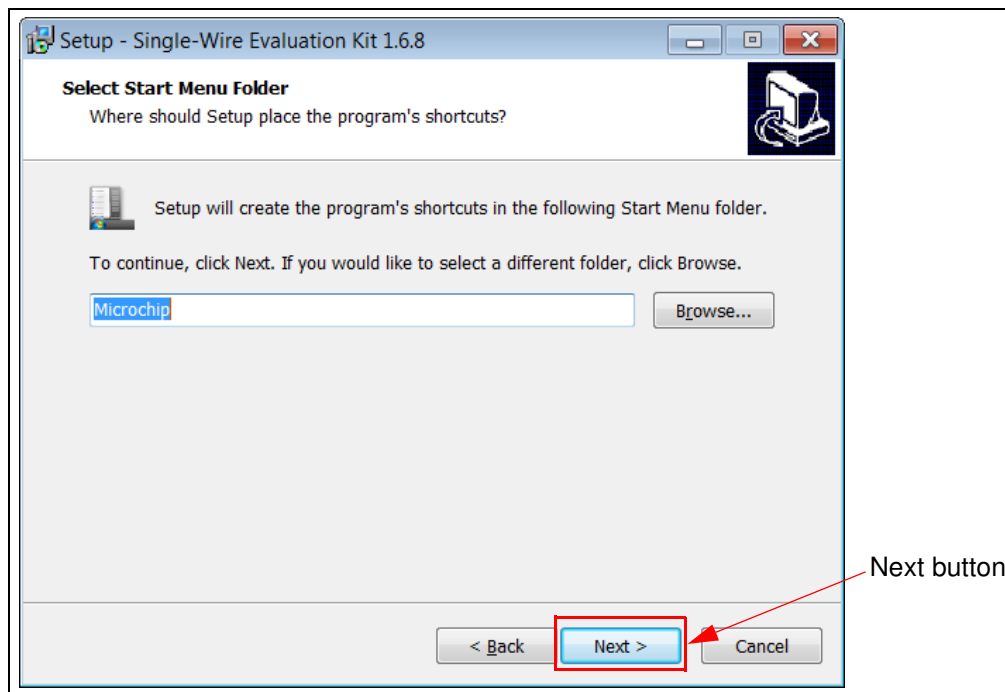 Setup - Single-Wire Evaluation Kit 1.6.8
Select Start Menu Folder
Where should Setup place the program's shortcuts?
Setup will create the program's shortcuts in the following Start Menu folder.
To continue, click Next. If you would like to select a different folder, click Browse.
Microchip
Browse...
Next button
< Back
Next >
Cancel